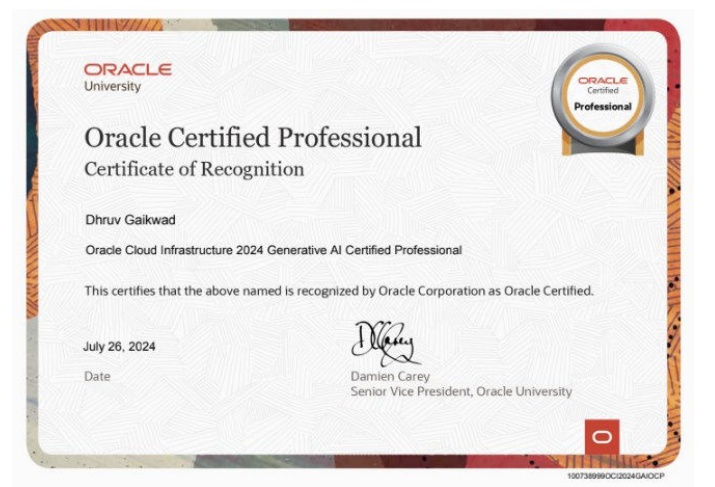 ORACLE
University
ORACLE
Certified
Professional
Oracle Certified Professional
Certificate of Recognition
Dhruv Gaikwad
Oracle Cloud Infrastructure 2024 Generative AI Certified Professional
This certifies that the above named is recognized by Oracle Corporation as Oracle Certified.
July 26, 2024
Date
Damien Carey
Senior Vice President, Oracle University
100738999OCI2024GAIOCP